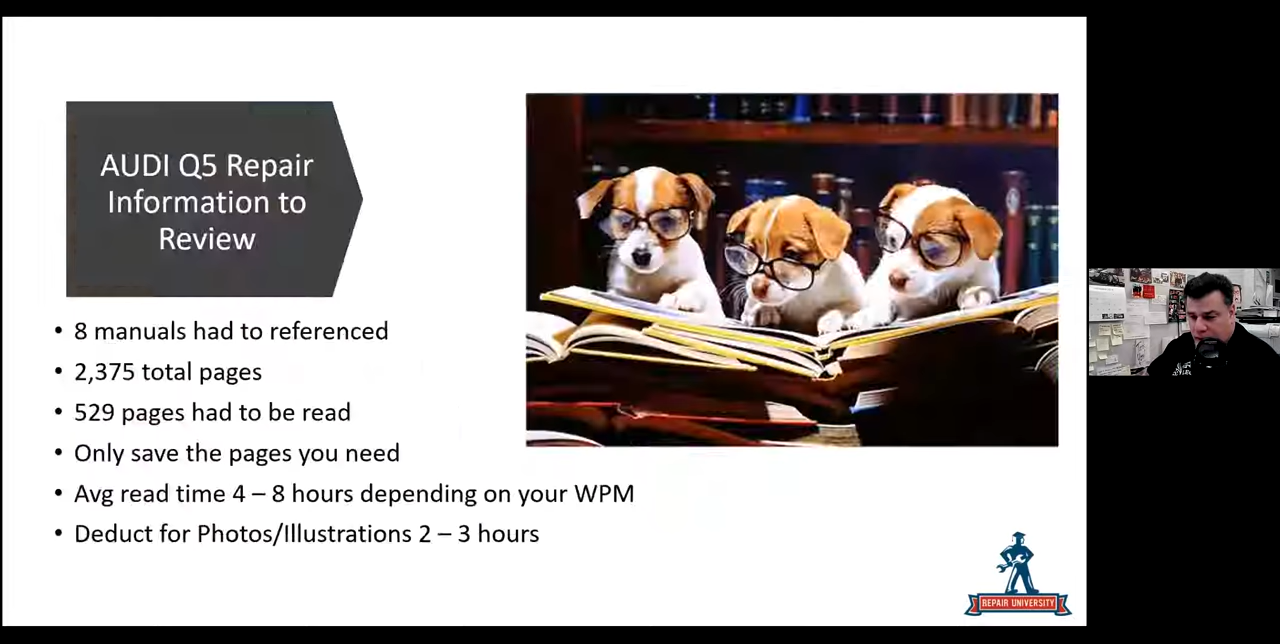 AUDI Q5 Repair
Information to
Review
• 8 manuals had to referenced
• 2,375 total pages
• 529 pages had to be read
• Only save the pages you need
• Avg read time 4 – 8 hours depending on your WPM
• Deduct for Photos/Illustrations 2 – 3 hours
REPAIR UNIVERSITY